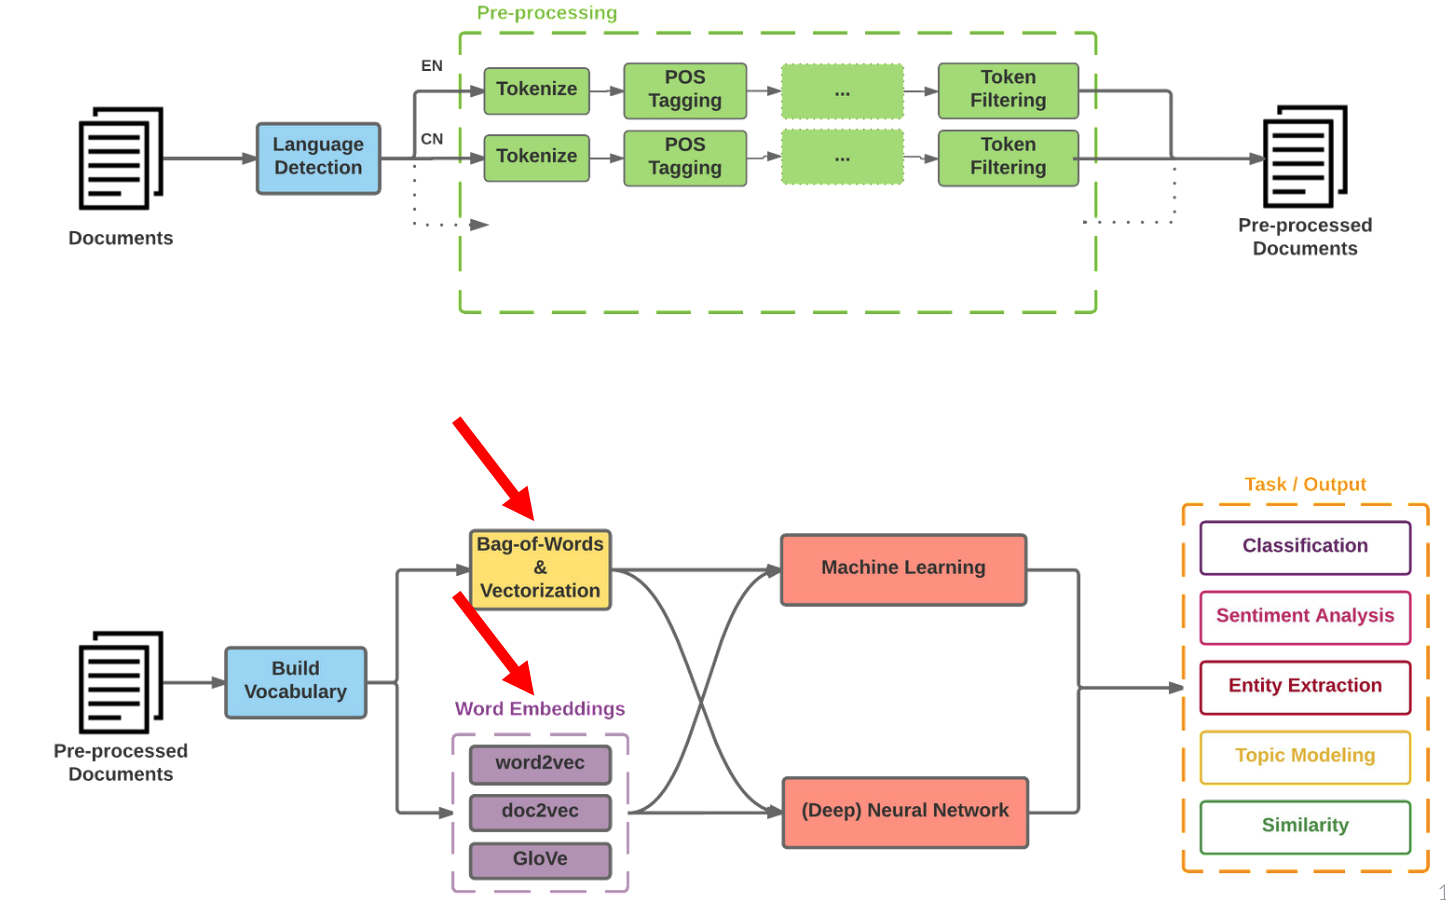 Pre-processing
EN
Tokenize
POS
Tagging
...
Token
Filtering
Language
Detection
CN
Tokenize
POS
Tagging
...
Token
Filtering
Documents
Pre-processed
Documents
Task / Output
Bag-of-Words
&
Vectorization
Machine Learning
Classification
Sentiment Analysis
Build
Vocabulary
Entity Extraction
Word Embeddings
Pre-processed
Documents
word2vec
doc2vec
GloVe
(Deep) Neural Network
Topic Modeling
Similarity
1